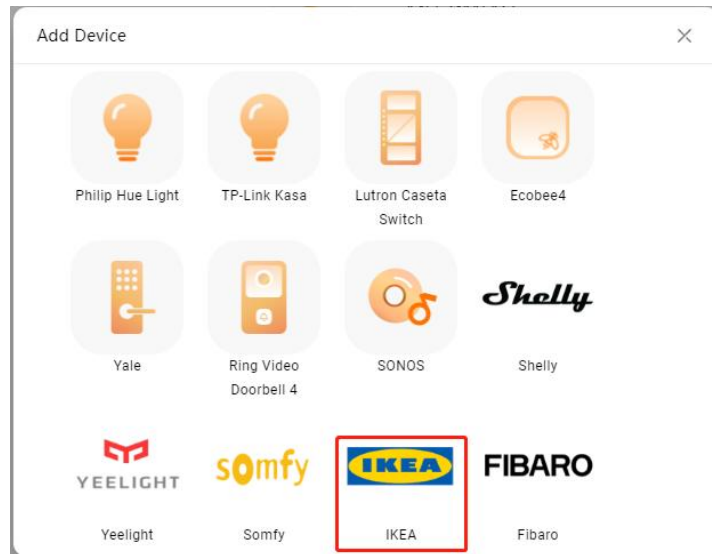 Add Device
Philip Hue Light
TP-Link Kasa
Lutron Caseta
Switch
Ecobee4
Yale
Ring Video
Doorbell 4
SONOS
Shelly
Shelly
YEELIGHT
somfy
IKEA
FIBARO
Yeelight
Somfy
IKEA
Fibaro